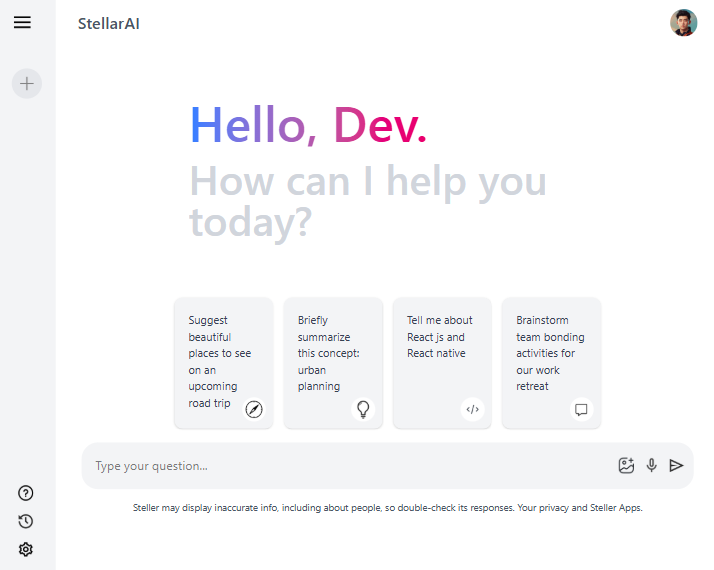 StellarAI
Hello, Dev.
How can I help you
today?
Suggest
beautiful
places to see
on an
upcoming
road trip
Briefly
summarize
this concept:
urban
planning
Tell me about
React js and
React native
Brainstorm
team bonding
activities for
our work
retreat
Type your question...
Steller may display inaccurate info, including about people, so double-check its responses. Your privacy and Steller Apps.